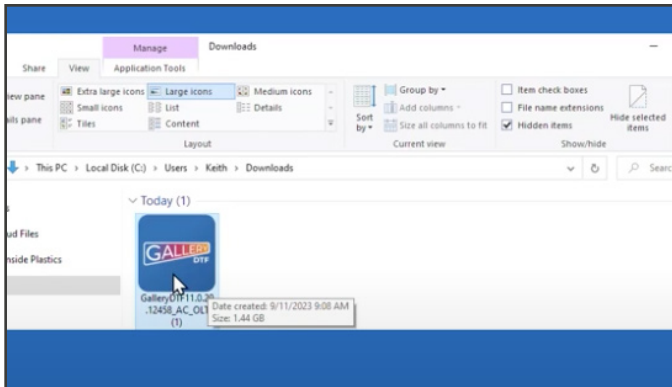 Manage Downloads
Share View Application Tools
iew pane Extra large icons Large icons Medium icons
Small icons List Details
ails pane Tiles Content
Sort by
Group by
Add columns
Size all columns to fit
Item check boxes
File name extensions
Hidden items
Hide selected items
Layout Current view Show/hide
This PC > Local Disk (C:) > Users > Keith > Downloads
Searc
Today (1)
s
ud Files
nside Plastics
GALLERY
DTF
GalleryDTF11.0.20
.12458_AC_OLT
(1)
Date created: 9/11/2023 9:08 AM
Size: 1.44 GB